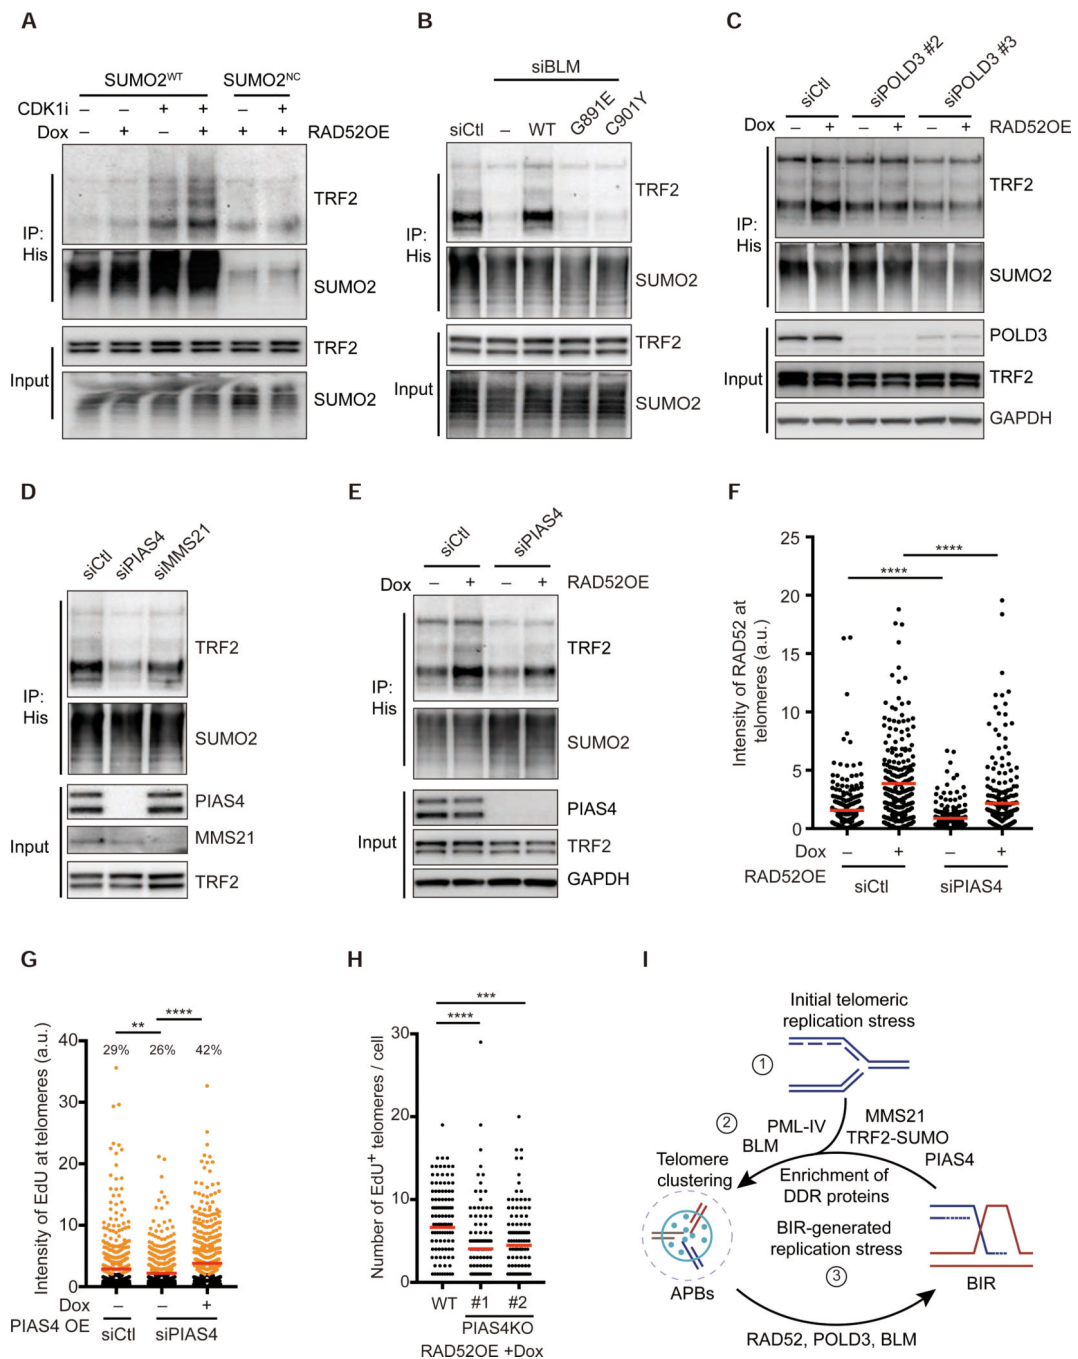 A
SUMO2WT SUMO2NC
CDK1i – – + + – +
Dox – + – + + + RAD52OE
IP:
His
TRF2
SUMO2
Input
TRF2
SUMO2
B
siBLM
siCtl – WT G891E C901Y
IP:
His
TRF2
SUMO2
Input
TRF2
SUMO2
C
siCtl siPOLD3 #2 siPOLD3 #3
Dox – + – + – + RAD52OE
IP:
His
TRF2
SUMO2
Input
POLD3
TRF2
GAPDH
D
siCtl siPIAS4 siMMS21
IP:
His
TRF2
SUMO2
Input
PIAS4
MMS21
TRF2
E
siCtl siPIAS4
Dox – + – + RAD52OE
IP:
His
TRF2
SUMO2
Input
PIAS4
TRF2
GAPDH
F
Intensity of RAD52 at
telomeres (a.u.)
25
20
15
10
5
0
****
****
Dox – + – +
RAD52OE
siCtl siPIAS4
G
Intensity of EdU at telomeres (a.u.)
40
30
20
10
0
** ****
29% 26% 42%
Dox – – +
PIAS4 OE
siCtl siPIAS4
H
Number of EdU+ telomeres / cell
30
20
10
0
***
****
WT #1 #2
PIAS4KO
RAD52OE +Dox
I
Initial telomeric
replication stress
1
2
PML-IV
BLM
MMS21
TRF2-SUMO
PIAS4
Telomere
clustering
Enrichment of
DDR proteins
BIR-generated
replication stress
3
APBs
BIR
RAD52, POLD3, BLM